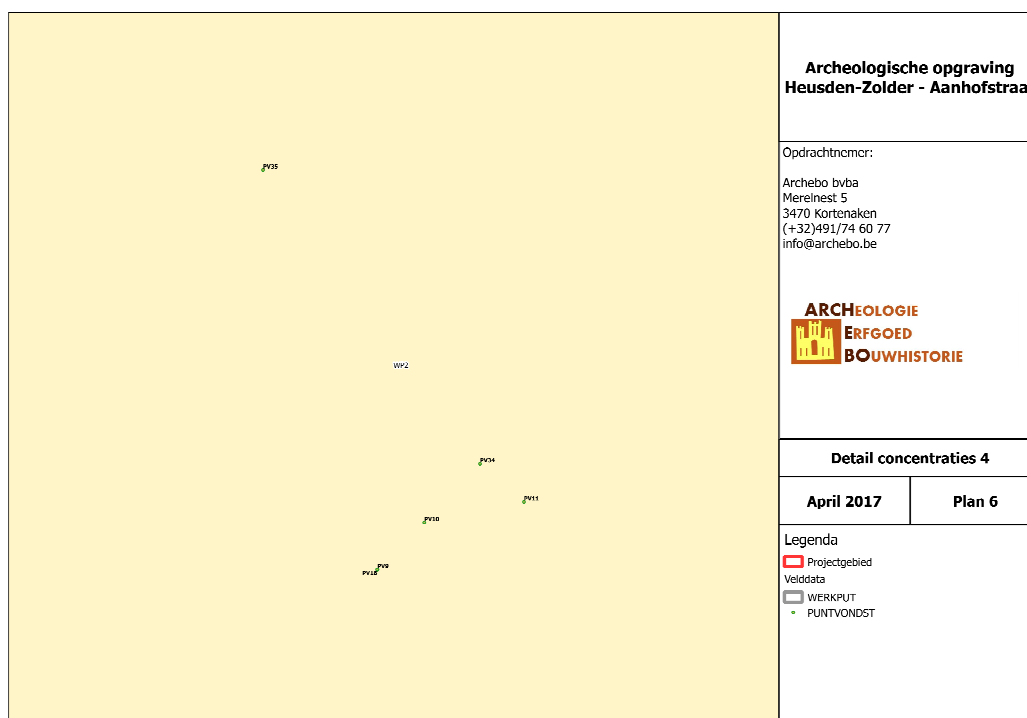 PV35
WP2
PV34
PV11
PV10
PV9
PV18
Archeologische opgraving
Heusden-Zolder - Aanhofstraa
Opdrachtnemer:
Archebo bvba
Merelnest 5
3470 Kortenaken
(+32)491/74 60 77
info@archebo.be
ARCHEOLOGIE
ERFGOED
BOUWHISTORIE
Detail concentraties 4
April 2017
Plan 6
Legenda
Projectgebied
Velddata
WERKPUT
PUNTVONDST